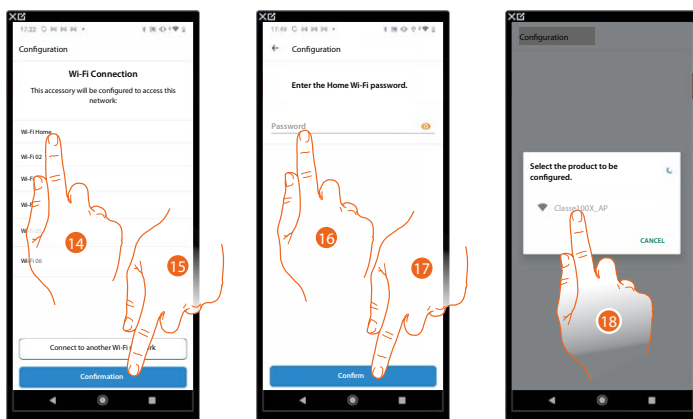 17:22
Configuration
Wi-Fi Connection
This accessory will be configured to access this
network:
Wi-Fi Home
Wi-Fi 02
Wi-Fi
Wi-Fi 06
14
15
Connect to another Wi-Fi
Confirmation
17:49
Configuration
Enter the Home Wi-Fi password.
Password
16
17
Confirm
Configuration
Select the product to be
configured.
Classe100X_AP
CANCEL
18